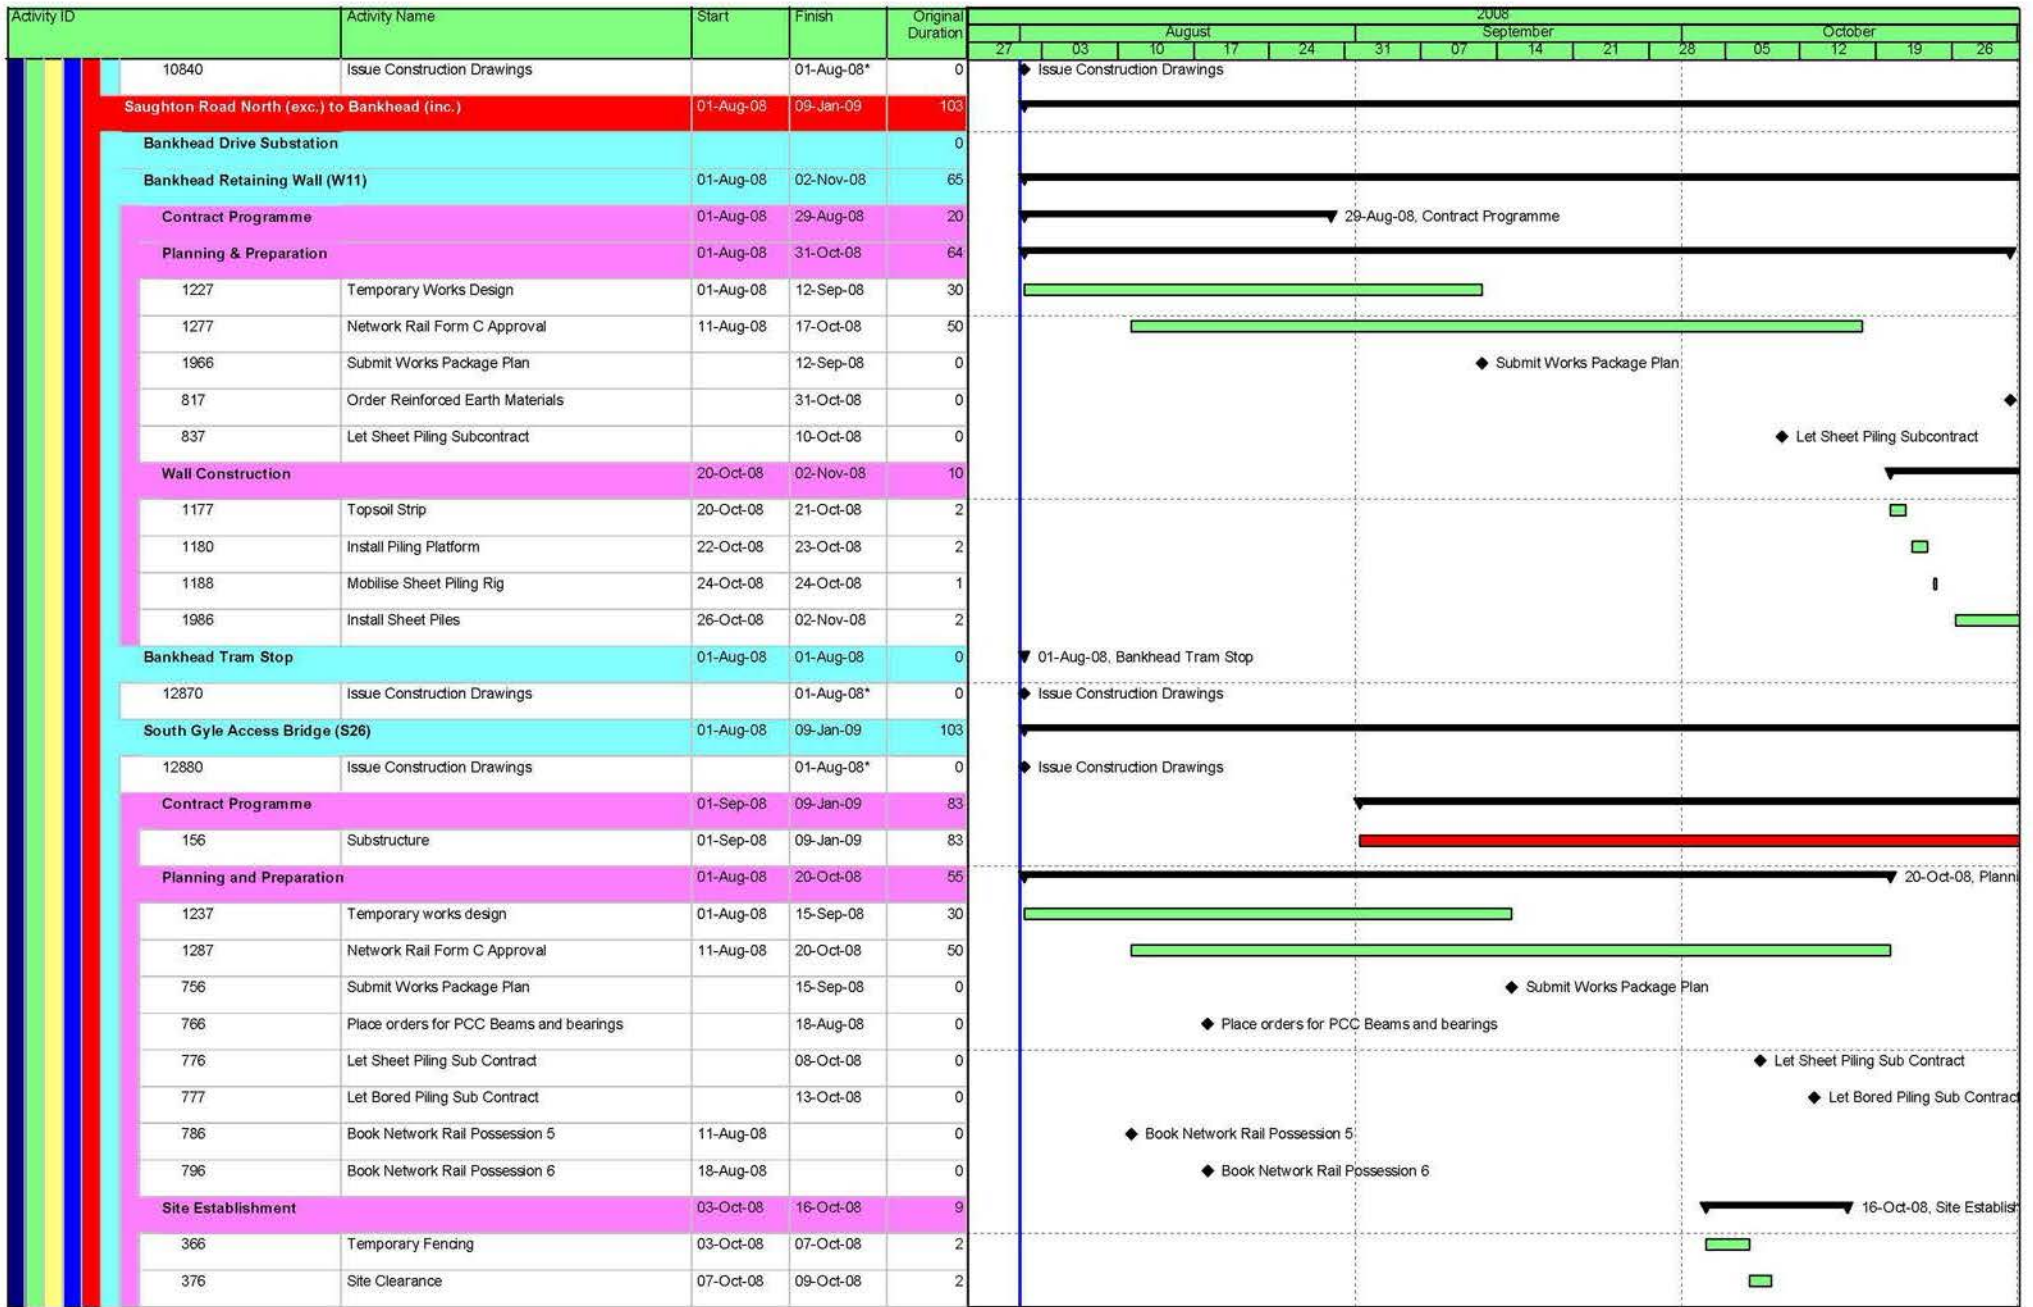 Activity ID Activity Name Start Finish Original Duration 2008
August September October
27 03 10 17 24 31 07 14 21 28 05 12 19 26
10840 Issue Construction Drawings 01-Aug-08* 0 Issue Construction Drawings
Saughton Road North (exc.) to Bankhead (inc.) 01-Aug-08 09-Jan-09 103
Bankhead Drive Substation 0
Bankhead Retaining Wall (W11) 01-Aug-08 02-Nov-08 65
Contract Programme 01-Aug-08 29-Aug-08 20 29-Aug-08, Contract Programme
Planning & Preparation 01-Aug-08 31-Oct-08 64
1227 Temporary Works Design 01-Aug-08 12-Sep-08 30
1277 Network Rail Form C Approval 11-Aug-08 17-Oct-08 50
1966 Submit Works Package Plan 12-Sep-08 0 Submit Works Package Plan
817 Order Reinforced Earth Materials 31-Oct-08 0
837 Let Sheet Piling Subcontract 10-Oct-08 0 Let Sheet Piling Subcontract
Wall Construction 20-Oct-08 02-Nov-08 10
1177 Topsoil Strip 20-Oct-08 21-Oct-08 2
1180 Install Piling Platform 22-Oct-08 23-Oct-08 2
1188 Mobilise Sheet Piling Rig 24-Oct-08 24-Oct-08 1
1986 Install Sheet Piles 26-Oct-08 02-Nov-08 2
Bankhead Tram Stop 01-Aug-08 01-Aug-08 0 01-Aug-08, Bankhead Tram Stop
12870 Issue Construction Drawings 01-Aug-08* 0 Issue Construction Drawings
South Gyle Access Bridge (S26) 01-Aug-08 09-Jan-09 103
12880 Issue Construction Drawings 01-Aug-08* 0 Issue Construction Drawings
Contract Programme 01-Sep-08 09-Jan-09 83
156 Substructure 01-Sep-08 09-Jan-09 83
Planning and Preparation 01-Aug-08 20-Oct-08 55 20-Oct-08, Planni
1237 Temporary works design 01-Aug-08 15-Sep-08 30
1287 Network Rail Form C Approval 11-Aug-08 20-Oct-08 50
756 Submit Works Package Plan 15-Sep-08 0 Submit Works Package Plan
766 Place orders for PCC Beams and bearings 18-Aug-08 0 Place orders for PCC Beams and bearings
776 Let Sheet Piling Sub Contract 08-Oct-08 0 Let Sheet Piling Sub Contract
777 Let Bored Piling Sub Contract 13-Oct-08 0 Let Bored Piling Sub Contract
786 Book Network Rail Possession 5 11-Aug-08 0 Book Network Rail Possession 5
796 Book Network Rail Possession 6 18-Aug-08 0 Book Network Rail Possession 6
Site Establishment 03-Oct-08 16-Oct-08 9 16-Oct-08, Site Establish
366 Temporary Fencing 03-Oct-08 07-Oct-08 2
376 Site Clearance 07-Oct-08 09-Oct-08 2